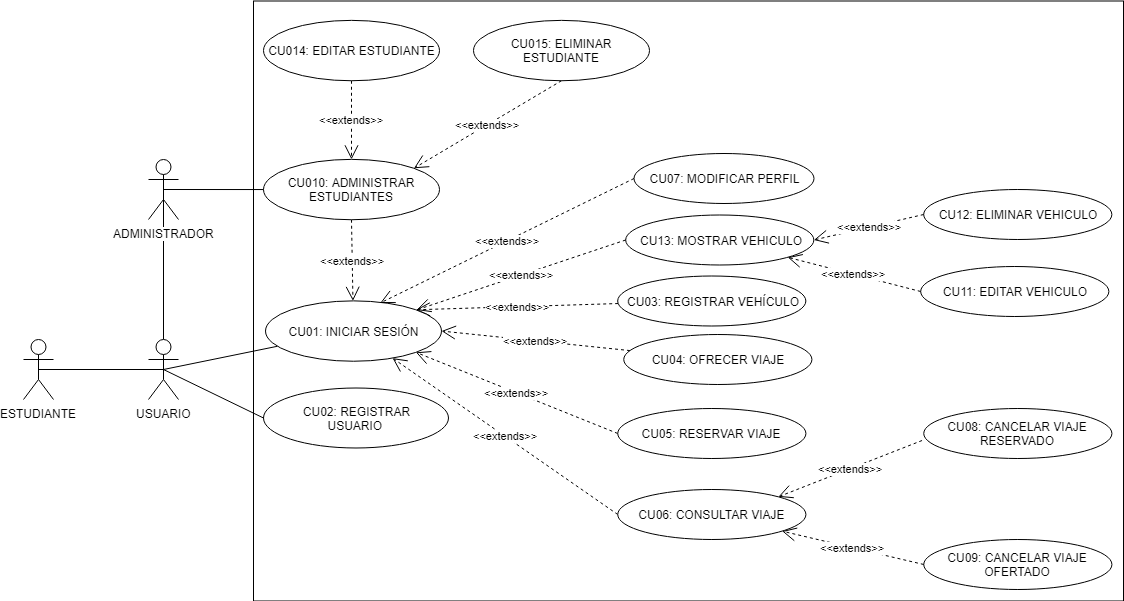 CU014: EDITAR ESTUDIANTE
CU015: ELIMINAR
ESTUDIANTE
<<extends>>
<<extends>>
CU010: ADMINISTRAR
ESTUDIANTES
ADMINISTRADOR
CU07: MODIFICAR PERFIL
CU12: ELIMINAR VEHICULO
<<extends>>
<<extends>>
CU13: MOSTRAR VEHICULO
<<extends>>
<<extends>>
<<extends>>
CU11: EDITAR VEHICULO
<<extends>>
CU03: REGISTRAR VEHÍCULO
CU01: INICIAR SESIÓN
<<extends>>
CU04: OFRECER VIAJE
ESTUDIANTE
USUARIO
CU02: REGISTRAR
USUARIO
<<extends>>
CU05: RESERVAR VIAJE
<<extends>>
CU08: CANCELAR VIAJE
RESERVADO
<<extends>>
CU06: CONSULTAR VIAJE
<<extends>>
CU09: CANCELAR VIAJE
OFERTADO